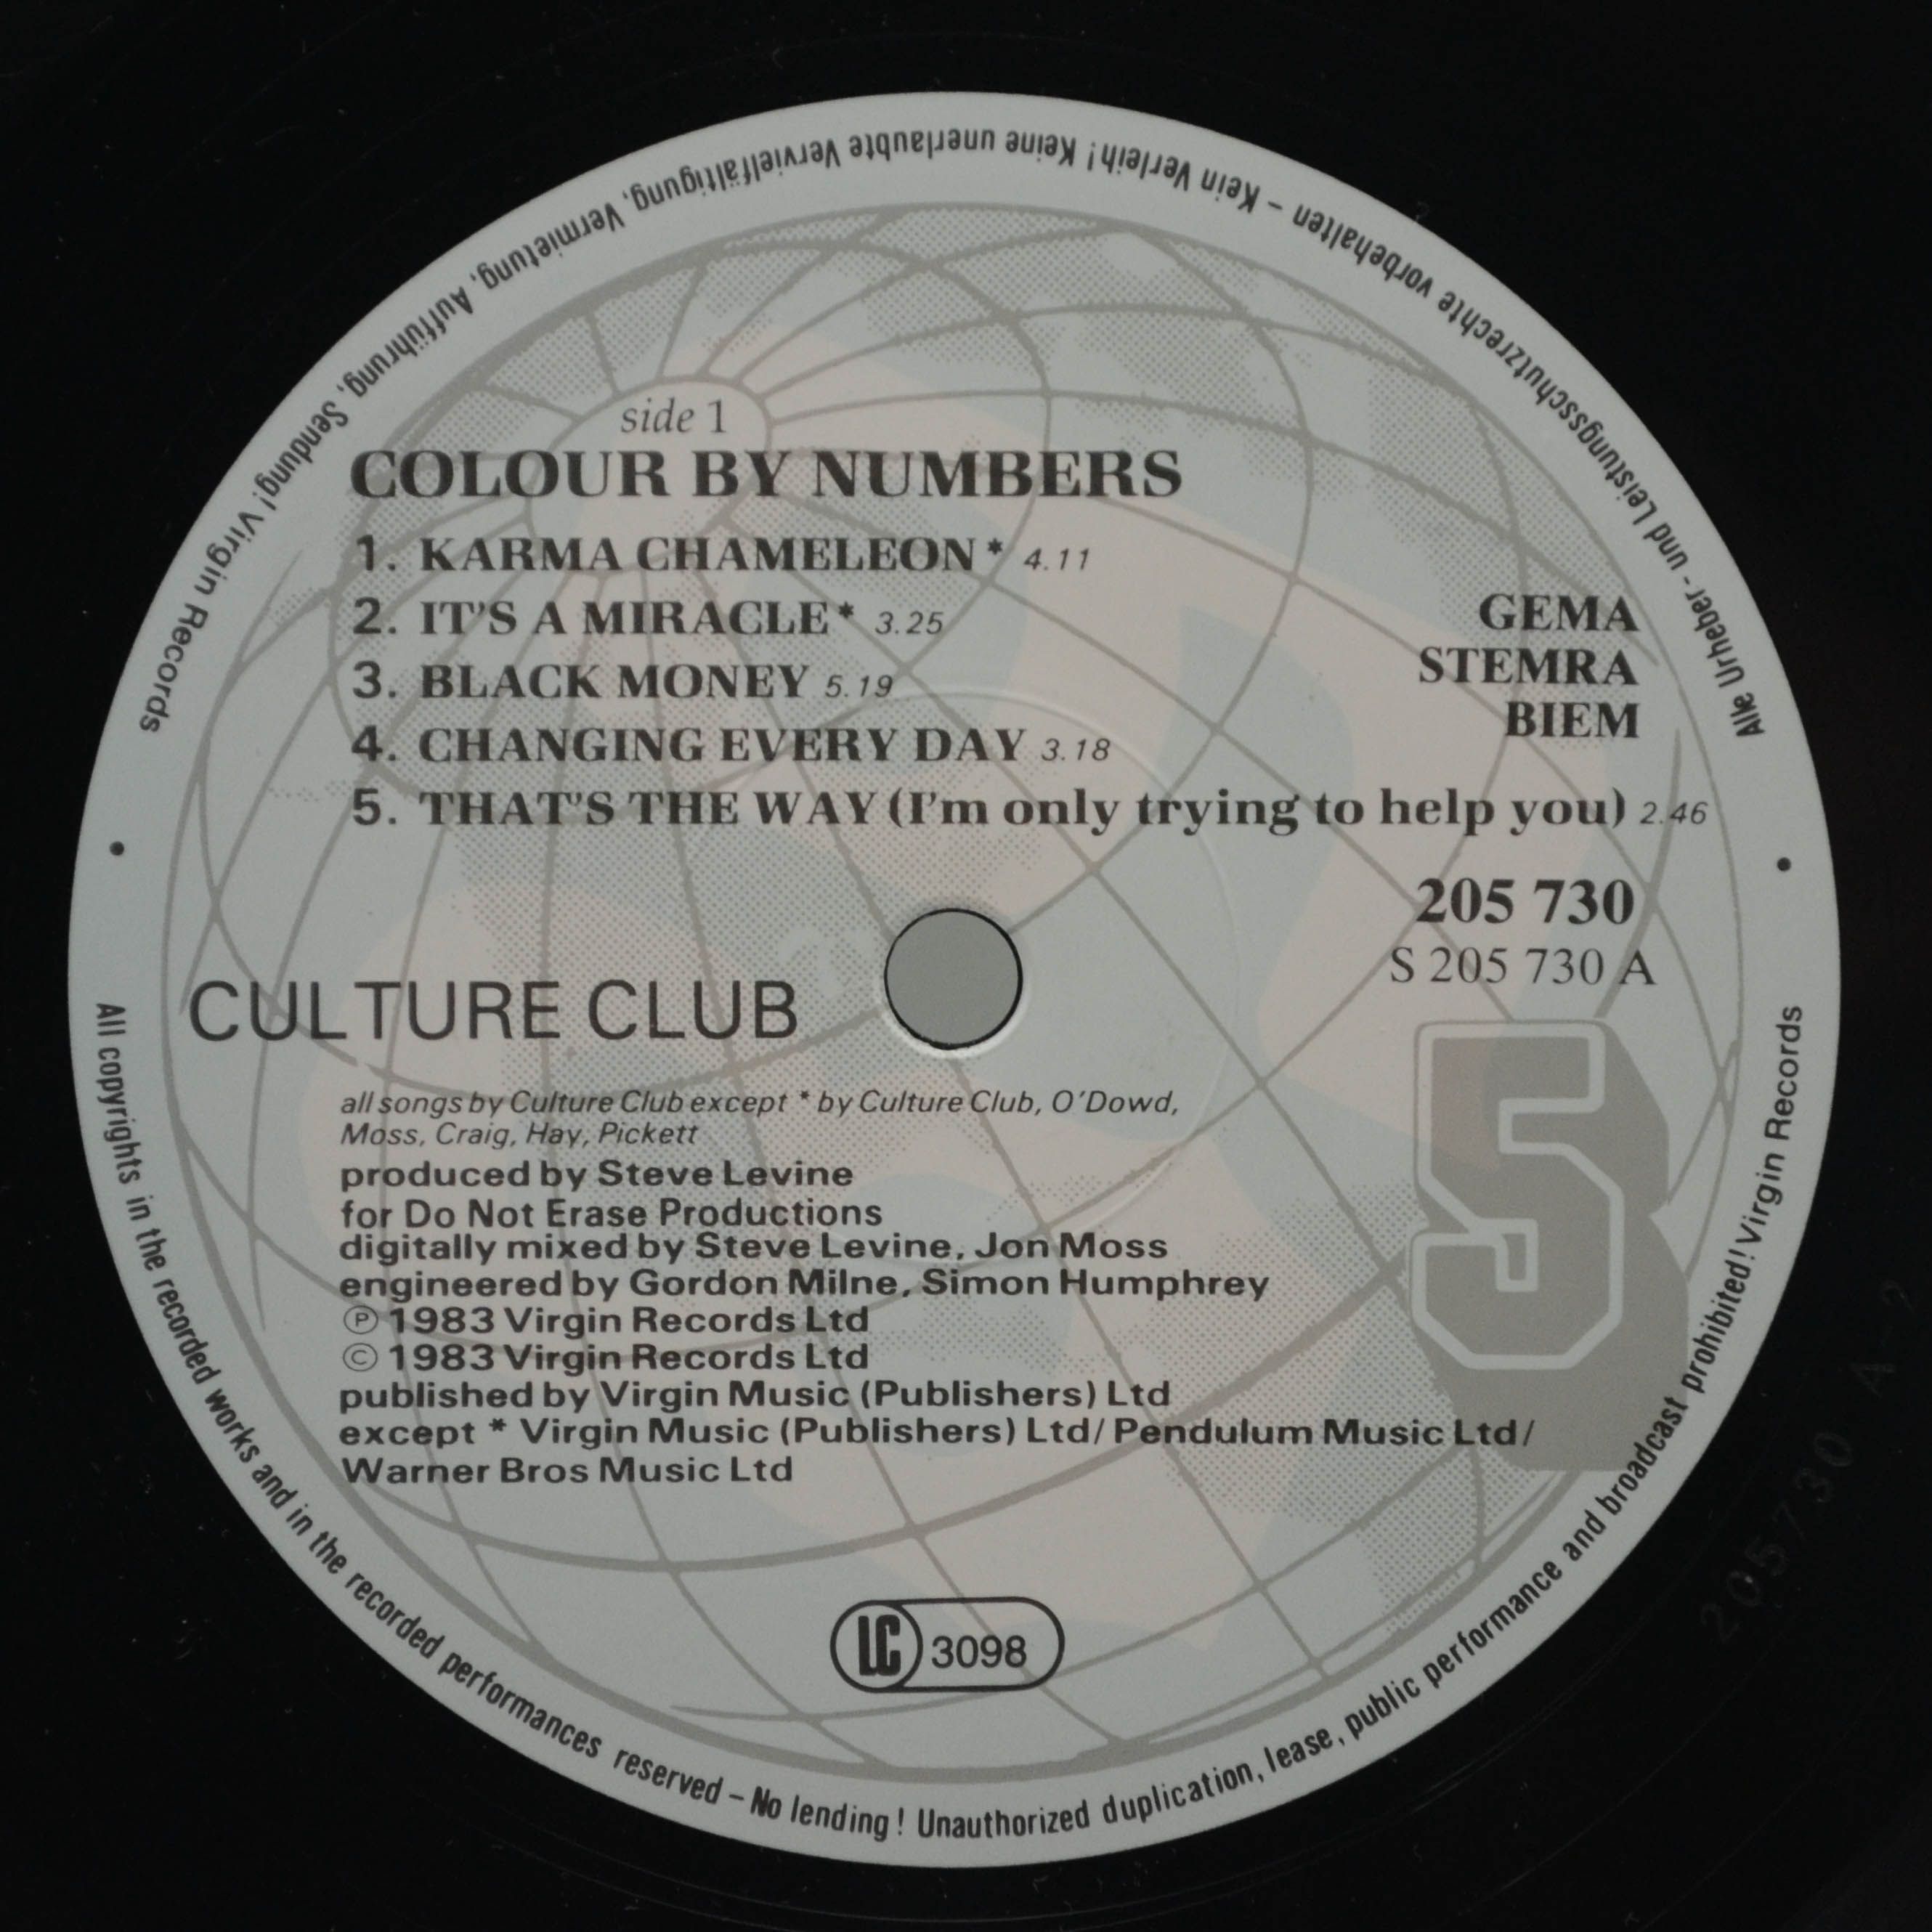 side 1
COLOUR BY NUMBERS
1. KARMA CHAMELEON* 4.11
2. IT'S A MIRACLE* 3.25
3. BLACK MONEY 5.19
4. CHANGING EVERY DAY 3.18
5. THAT'S THE WAY (I'm only trying to help you) 2.46
GEMA
STEMRA
BIEM
205 730
S 205 730 A
CULTURE CLUB
5
all songs by Culture Club except * by Culture Club, O'Dowd,
Moss, Craig, Hay, Pickett
produced by Steve Levine
for Do Not Erase Productions
digitally mixed by Steve Levine, Jon Moss
engineered by Gordon Milne, Simon Humphrey
Ⓟ 1983 Virgin Records Ltd
© 1983 Virgin Records Ltd
published by Virgin Music (Publishers) Ltd
except * Virgin Music (Publishers) Ltd/Pendulum Music Ltd/
Warner Bros Music Ltd
LC 3098
Alle Urheber- und Leistungsschutzrechte vorbehalten – Kein Verleih! Keine unerlaubte Vervielfältigung, Vermietung, Aufführung, Sendung! Virgin Records
All copyrights in the recorded works and in the recorded performances reserved – No lending! Unauthorized duplication, lease, public performance and broadcast prohibited! Virgin Records
205730 A-2